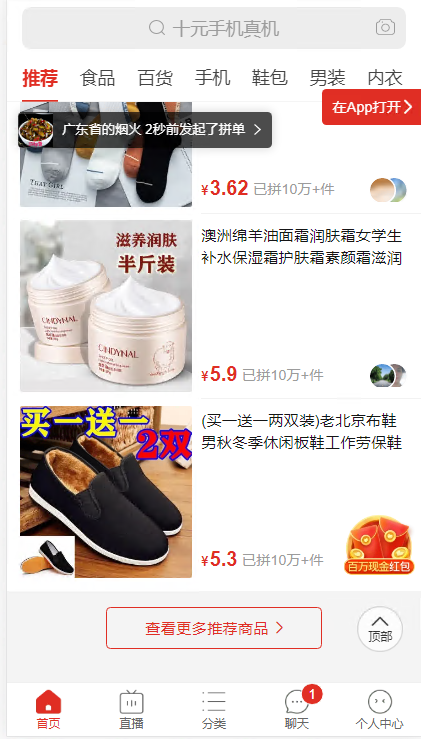 十元手机真机
推荐 食品 百货 手机 鞋包 男装 内衣
在App打开
广东省的烟火 2秒前发起了拼单
THAT GIRL
¥3.62 已拼10万+件
滋养润肤
半斤装
CINDYNAL
CINDYNAL
澳洲绵羊油面霜润肤霜女学生
补水保湿霜护肤霜素颜霜滋润
¥5.9 已拼10万+件
买一送一
2双
(买一送一两双装)老北京布鞋
男秋冬季休闲板鞋工作劳保鞋
¥5.3 已拼10万+件
百万现金红包
查看更多推荐商品
顶部
1
首页 直播 分类 聊天 个人中心